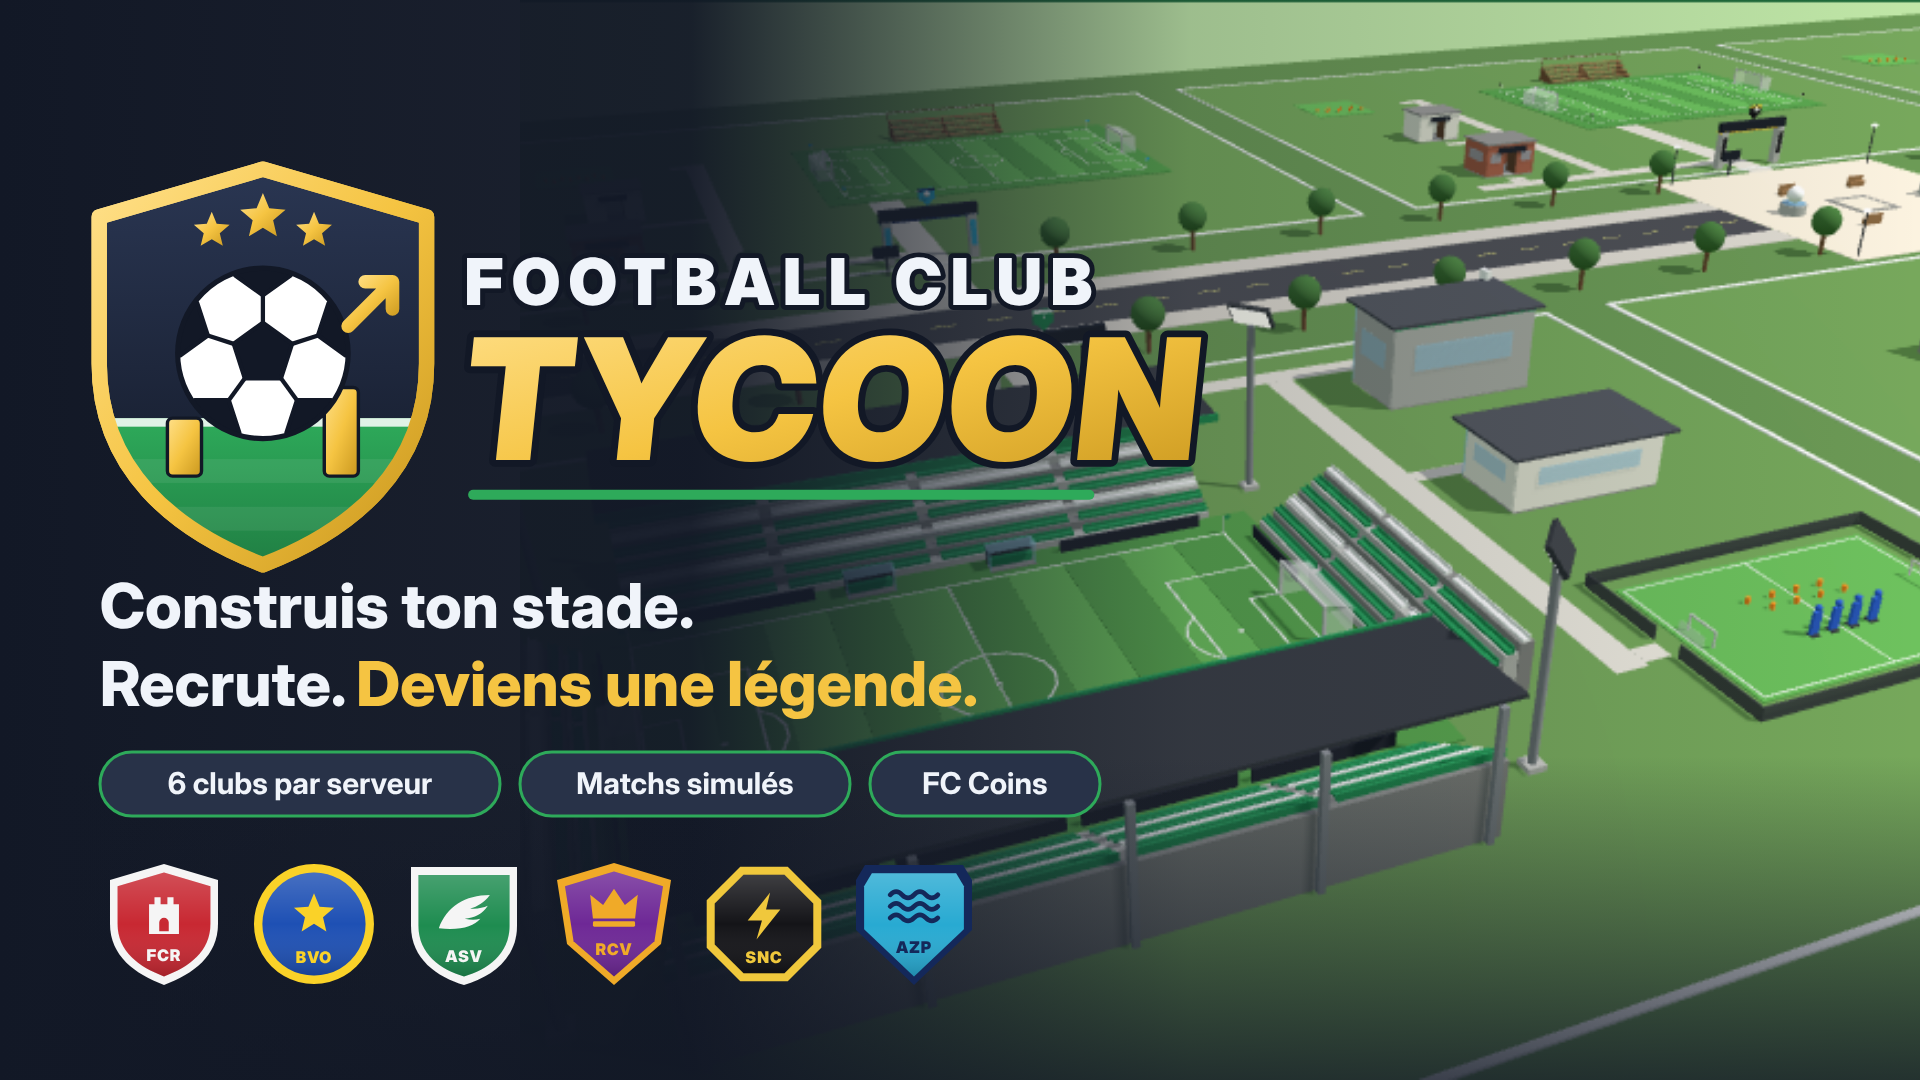 FOOTBALL CLUB
TYCOON
Construis ton stade.
Recrute. Deviens une légende.
6 clubs par serveur
Matchs simulés
FC Coins
FCR
BVO
ASV
RCV
SNC
AZP